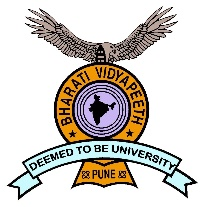 BHARATI VIDYAPEETH
DEEMED TO BE UNIVERSITY
PUNE